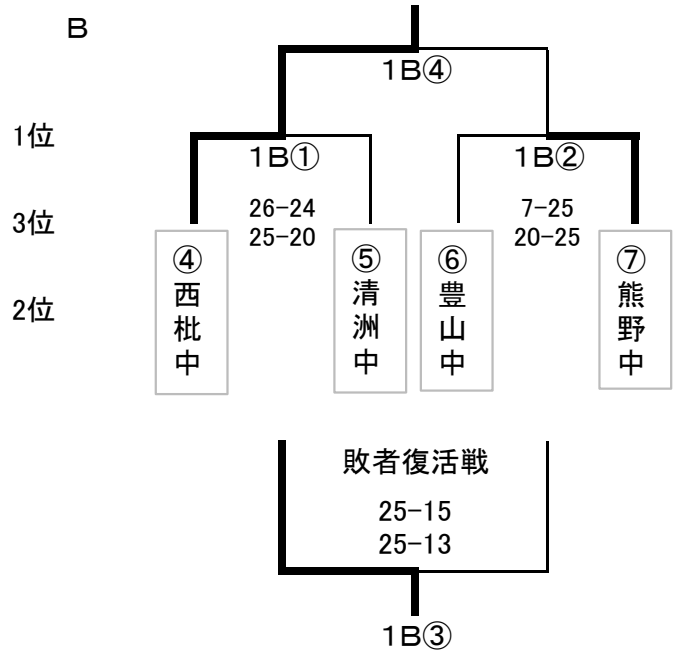 B
1B④
1位
1B①
1B②
3位
26-24
25-20
7-25
20-25
2位
④西枇中
⑤清洲中
⑥豊山中
⑦熊野中
敗者復活戦
25-15
25-13
1B③